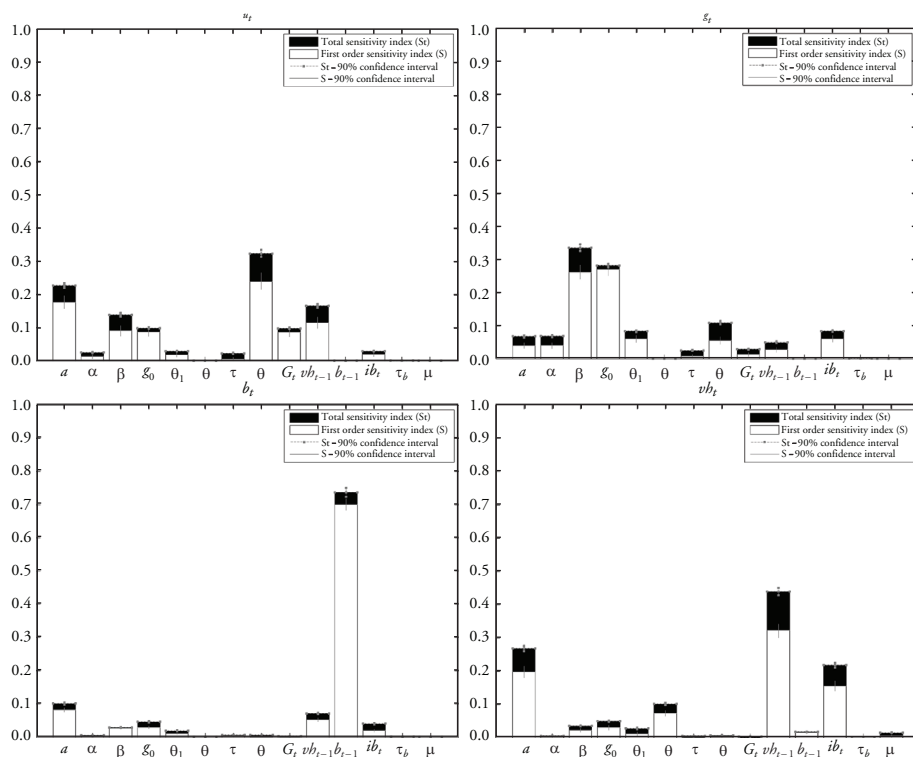 u_t
1.0
0.9
0.8
0.7
0.6
0.5
0.4
0.3
0.2
0.1
0.0
Total sensitivity index (St)
First order sensitivity index (S)
St–90% confidence interval
S–90% confidence interval
a α β g_0 θ_1 θ τ θ G_t vh_{t−1} b_{t−1} ib_t τ_b μ
g_t
1.0
0.9
0.8
0.7
0.6
0.5
0.4
0.3
0.2
0.1
0.0
Total sensitivity index (St)
First order sensitivity index (S)
St–90% confidence interval
S–90% confidence interval
a α β g_0 θ_1 θ τ θ G_t vh_{t−1} b_{t−1} ib_t τ_b μ
b_t
1.0
0.9
0.8
0.7
0.6
0.5
0.4
0.3
0.2
0.1
0.0
Total sensitivity index (St)
First order sensitivity index (S)
St–90% confidence interval
S–90% confidence interval
a α β g_0 θ_1 θ τ θ G_t vh_{t−1} b_{t−1} ib_t τ_b μ
vh_t
1.0
0.9
0.8
0.7
0.6
0.5
0.4
0.3
0.2
0.1
0.0
Total sensitivity index (St)
First order sensitivity index (S)
St–90% confidence interval
S–90% confidence interval
a α β g_0 θ_1 θ τ θ G_t vh_{t−1} b_{t−1} ib_t τ_b μ